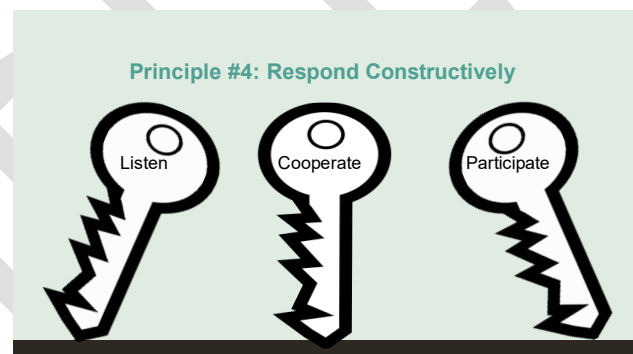 Principle #4: Respond Constructively
Listen
Cooperate
Participate